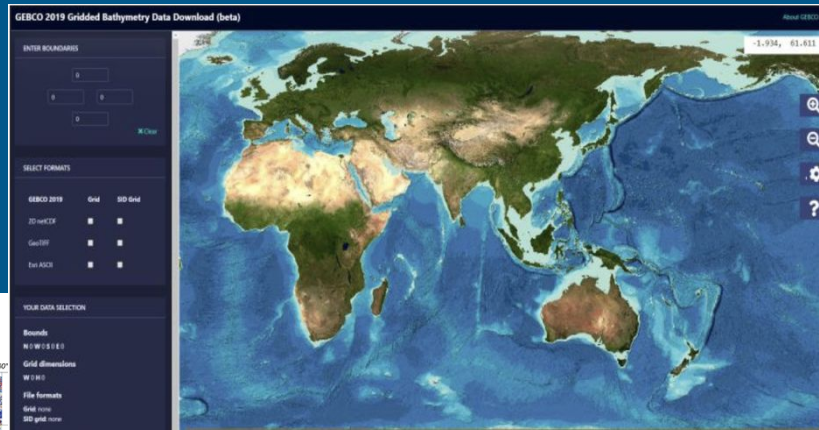 GEBCO 2019 Gridded Bathymetry Data Download (beta)
About GEBCO
ENTER BOUNDARIES
0
0 0
0
✖ Clear
-1.934, 61.611
SELECT FORMATS
GEBCO 2019 Grid SID Grid
2D netCDF
GeoTIFF
Esri ASCII
YOUR DATA SELECTION
Bounds
N 0 W 0 S 0 E 0
Grid dimensions
W 0 H 0
File formats
Grid: none
SID grid: none
?